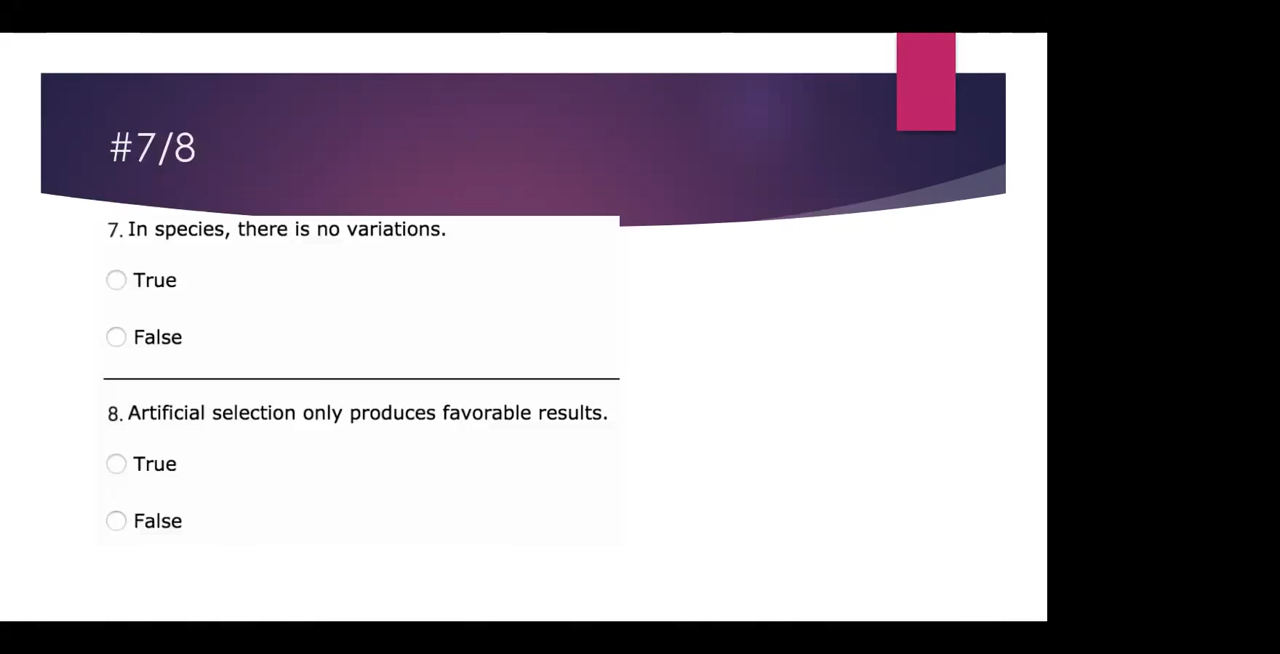 #7/8
7. In species, there is no variations.
True
False
8. Artificial selection only produces favorable results.
True
False